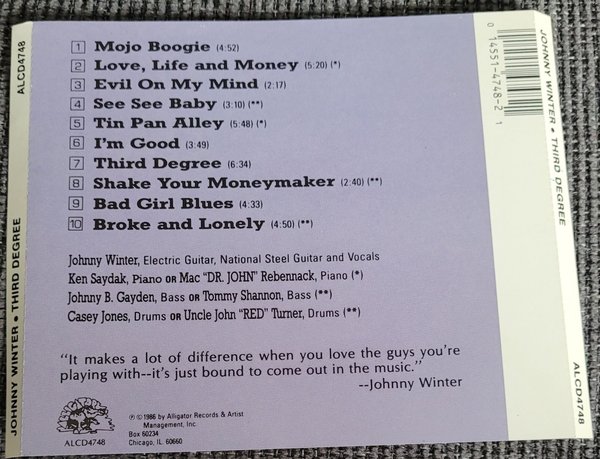 1 Mojo Boogie (4:52)
2 Love, Life and Money (5:20) (*)
3 Evil On My Mind (2:17)
4 See See Baby (3:10) (**)
5 Tin Pan Alley (5:48) (*)
6 I'm Good (3:49)
7 Third Degree (6:34)
8 Shake Your Moneymaker (2:40) (**)
9 Bad Girl Blues (4:33)
10 Broke and Lonely (4:50) (**)
Johnny Winter, Electric Guitar, National Steel Guitar and Vocals
Ken Saydak, Piano OR Mac "DR. JOHN" Rebennack, Piano (*)
Johnny B. Gayden, Bass OR Tommy Shannon, Bass (**)
Casey Jones, Drums OR Uncle John "RED" Turner, Drums (**)
"It makes a lot of difference when you love the guys you're
playing with--it's just bound to come out in the music."
--Johnny Winter
ALCD4748
℗ © 1986 by Alligator Records & Artist
Management, Inc.
Box 60234
Chicago, IL 60660
JOHNNY WINTER • THIRD DEGREE
ALCD4748
0 14551-4748-2 1
JOHNNY WINTER • THIRD DEGREE
ALCD4748